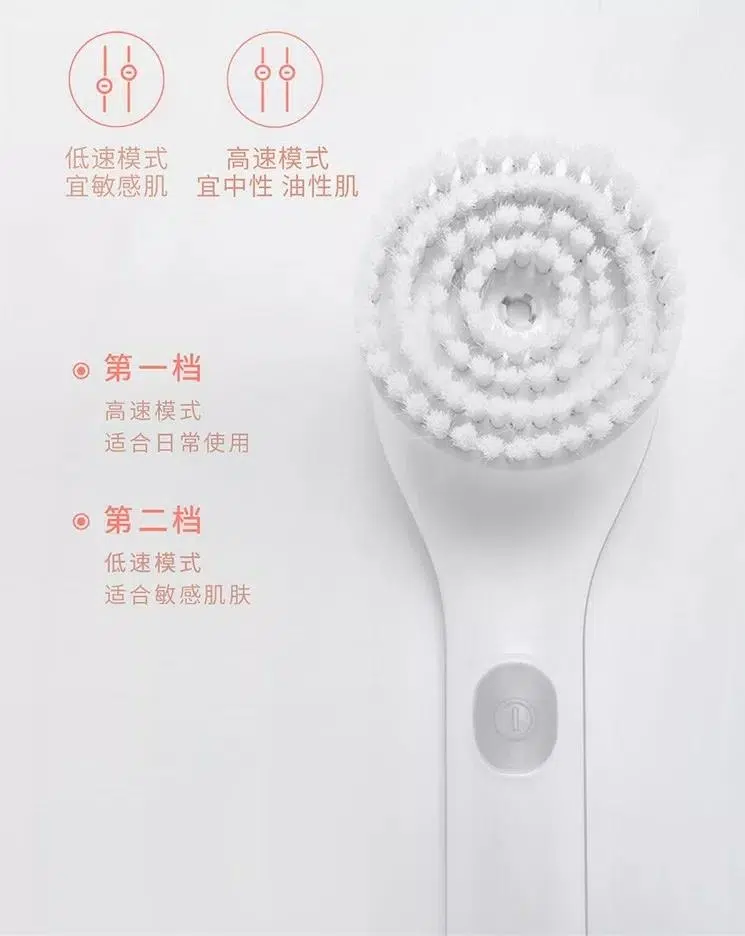 低速模式
宜敏感肌
高速模式
宜中性 油性肌
第一档
高速模式
适合日常使用
第二档
低速模式
适合敏感肌肤